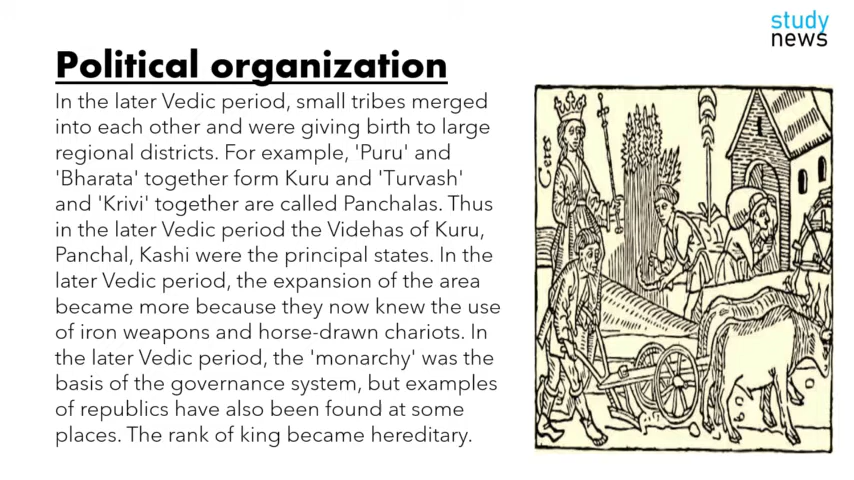 study
news
Political organization
In the later Vedic period, small tribes merged
into each other and were giving birth to large
regional districts. For example, 'Puru' and
'Bharata' together form Kuru and 'Turvash'
and 'Krivi' together are called Panchalas. Thus
in the later Vedic period the Videhas of Kuru,
Panchal, Kashi were the principal states. In the
later Vedic period, the expansion of the area
became more because they now knew the use
of iron weapons and horse-drawn chariots. In
the later Vedic period, the 'monarchy' was the
basis of the governance system, but examples
of republics have also been found at some
places. The rank of king became hereditary.
Ceres